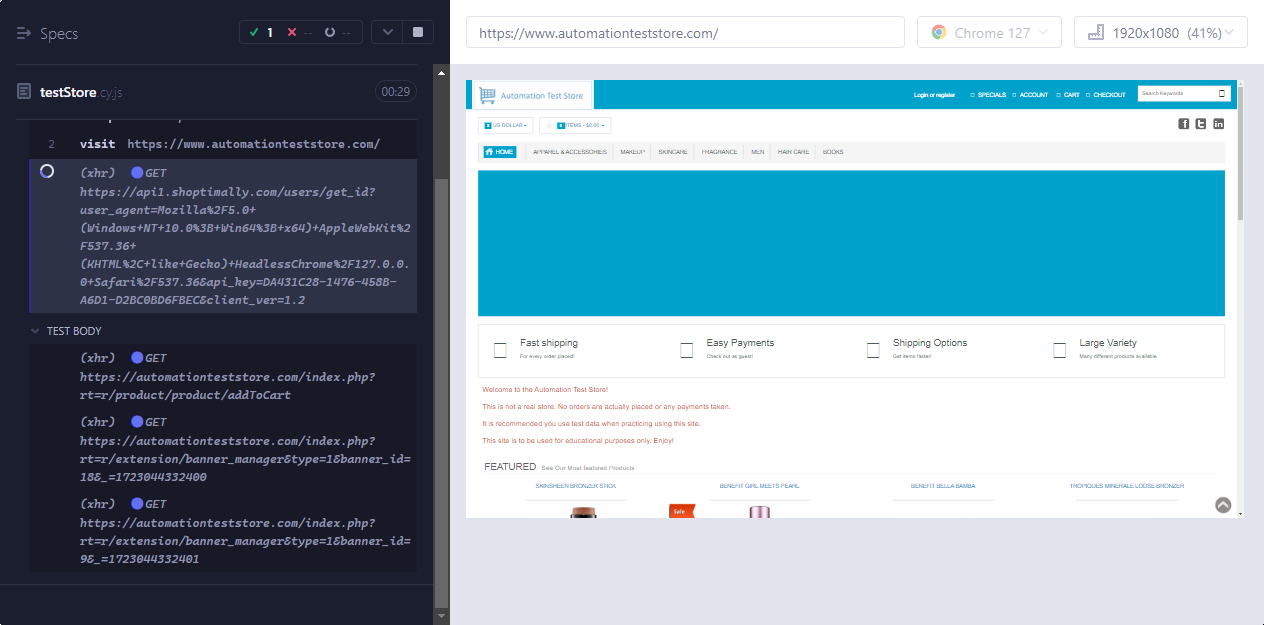 Specs
1 -- --
https://www.automationteststore.com/
Chrome 127
1920x1080 (41%)
testStore.cy.js
00:29
2 visit https://www.automationteststore.com/
(xhr) GET
https://api1.shoptimally.com/users/get_id?
user_agent=Mozilla%2F5.0+
(Windows+NT+10.0%3B+Win64%3B+x64)+AppleWebKit%2
F537.36+
(KHTML%2C+like+Gecko)+HeadlessChrome%2F127.0.0.
0+Safari%2F537.36&api_key=DA431C28-1476-458B-
A6D1-D2BC0BD6FBEC&client_ver=1.2
TEST BODY
(xhr) GET
https://automationteststore.com/index.php?
rt=r/product/product/addToCart
(xhr) GET
https://automationteststore.com/index.php?
rt=r/extension/banner_manager&type=1&banner_id=
18&_=1723044332400
(xhr) GET
https://automationteststore.com/index.php?
rt=r/extension/banner_manager&type=1&banner_id=
9&_=1723044332401
Automation Test Store
Login or register SPECIALS ACCOUNT CART CHECKOUT Search Keywords
US DOLLAR ITEMS - $0.00
HOME APPAREL & ACCESSORIES MAKEUP SKINCARE FRAGRANCE MEN HAIR CARE BOOKS
Fast shipping Easy Payments Shipping Options Large Variety
For every order placed! Check out as guest! Get items faster! Many different products available
Welcome to the Automation Test Store!
This is not a real store. No orders are actually placed or any payments taken.
It is recommended you use test data when practicing using this site.
This site is to be used for educational purposes only. Enjoy!
FEATURED See Our Most featured Products
SKINSHEEN BRONZER STICK BENEFIT GIRL MEETS PEARL BENEFIT BELLA BAMBA TROPIQUES MINERALE LOOSE BRONZER
Sale